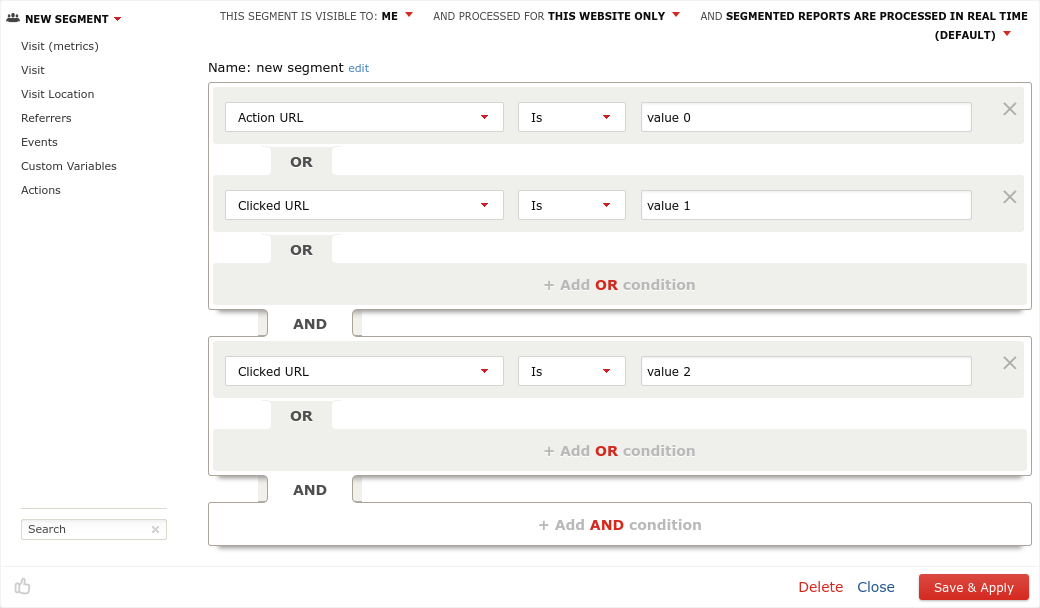 NEW SEGMENT
THIS SEGMENT IS VISIBLE TO: ME AND PROCESSED FOR THIS WEBSITE ONLY AND SEGMENTED REPORTS ARE PROCESSED IN REAL TIME
(DEFAULT)
Visit (metrics)
Visit
Visit Location
Referrers
Events
Custom Variables
Actions
Search
Name: new segment edit
Action URL Is value 0
OR
Clicked URL Is value 1
OR
+ Add OR condition
AND
Clicked URL Is value 2
OR
+ Add OR condition
AND
+ Add AND condition
Delete Close Save & Apply